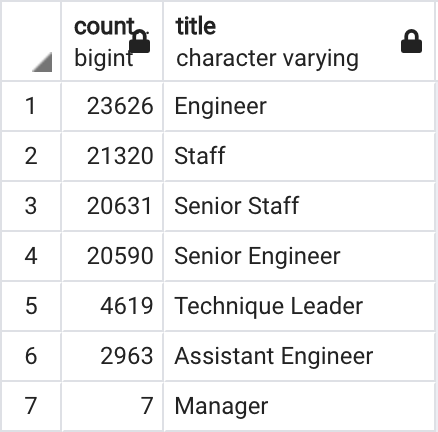 count title
bigint character varying
1 23626 Engineer
2 21320 Staff
3 20631 Senior Staff
4 20590 Senior Engineer
5 4619 Technique Leader
6 2963 Assistant Engineer
7 7 Manager